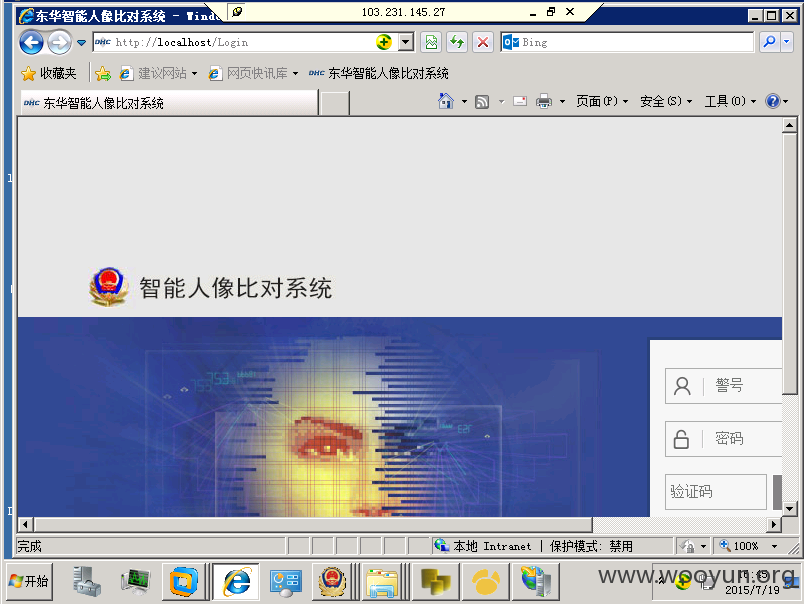 东华智能人像比对系统 - Windo
103.231.145.27
http://localhost/Login
Bing
收藏夹
建议网站
网页快讯库
DHC 东华智能人像比对系统
DHC 东华智能人像比对系统
页面(P)
安全(S)
工具(O)
智能人像比对系统
警号
密码
验证码
完成
本地 Intranet | 保护模式: 禁用
100%
开始
www.wooyun.org
16:45
2015/7/19